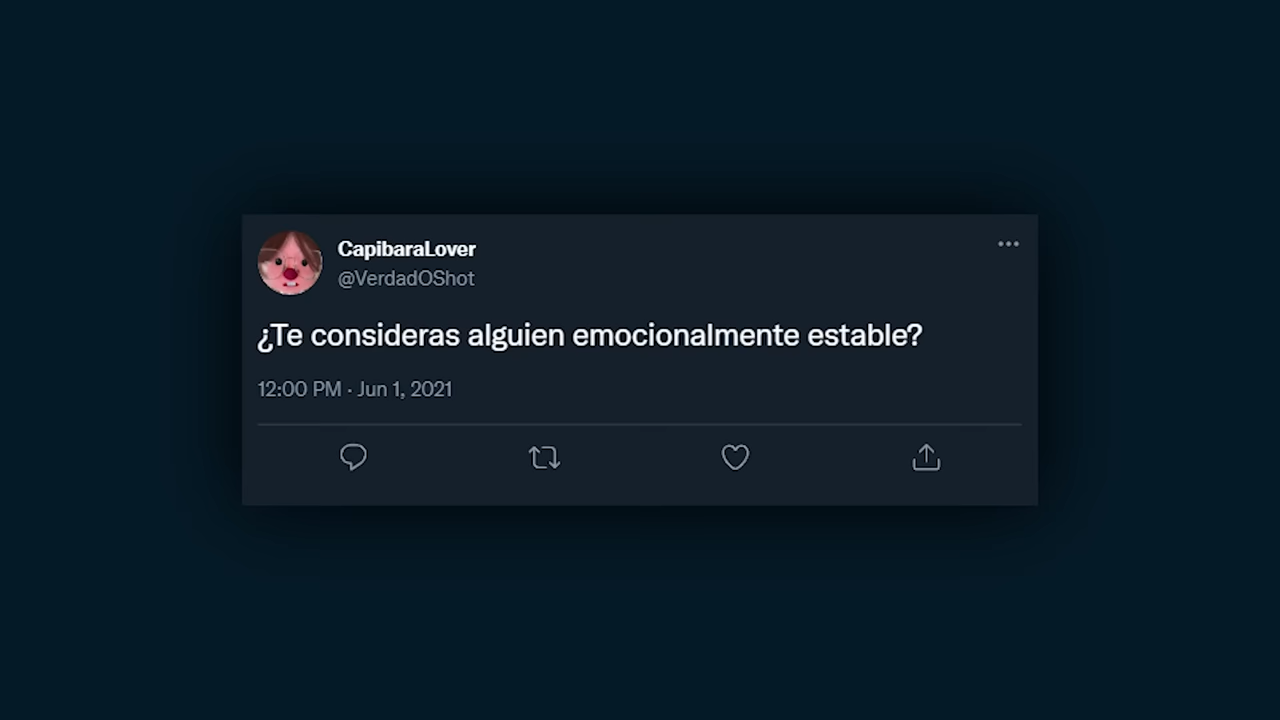 CapibaraLover
@VerdadOShot
¿Te consideras alguien emocionalmente estable?
12:00 PM · Jun 1, 2021